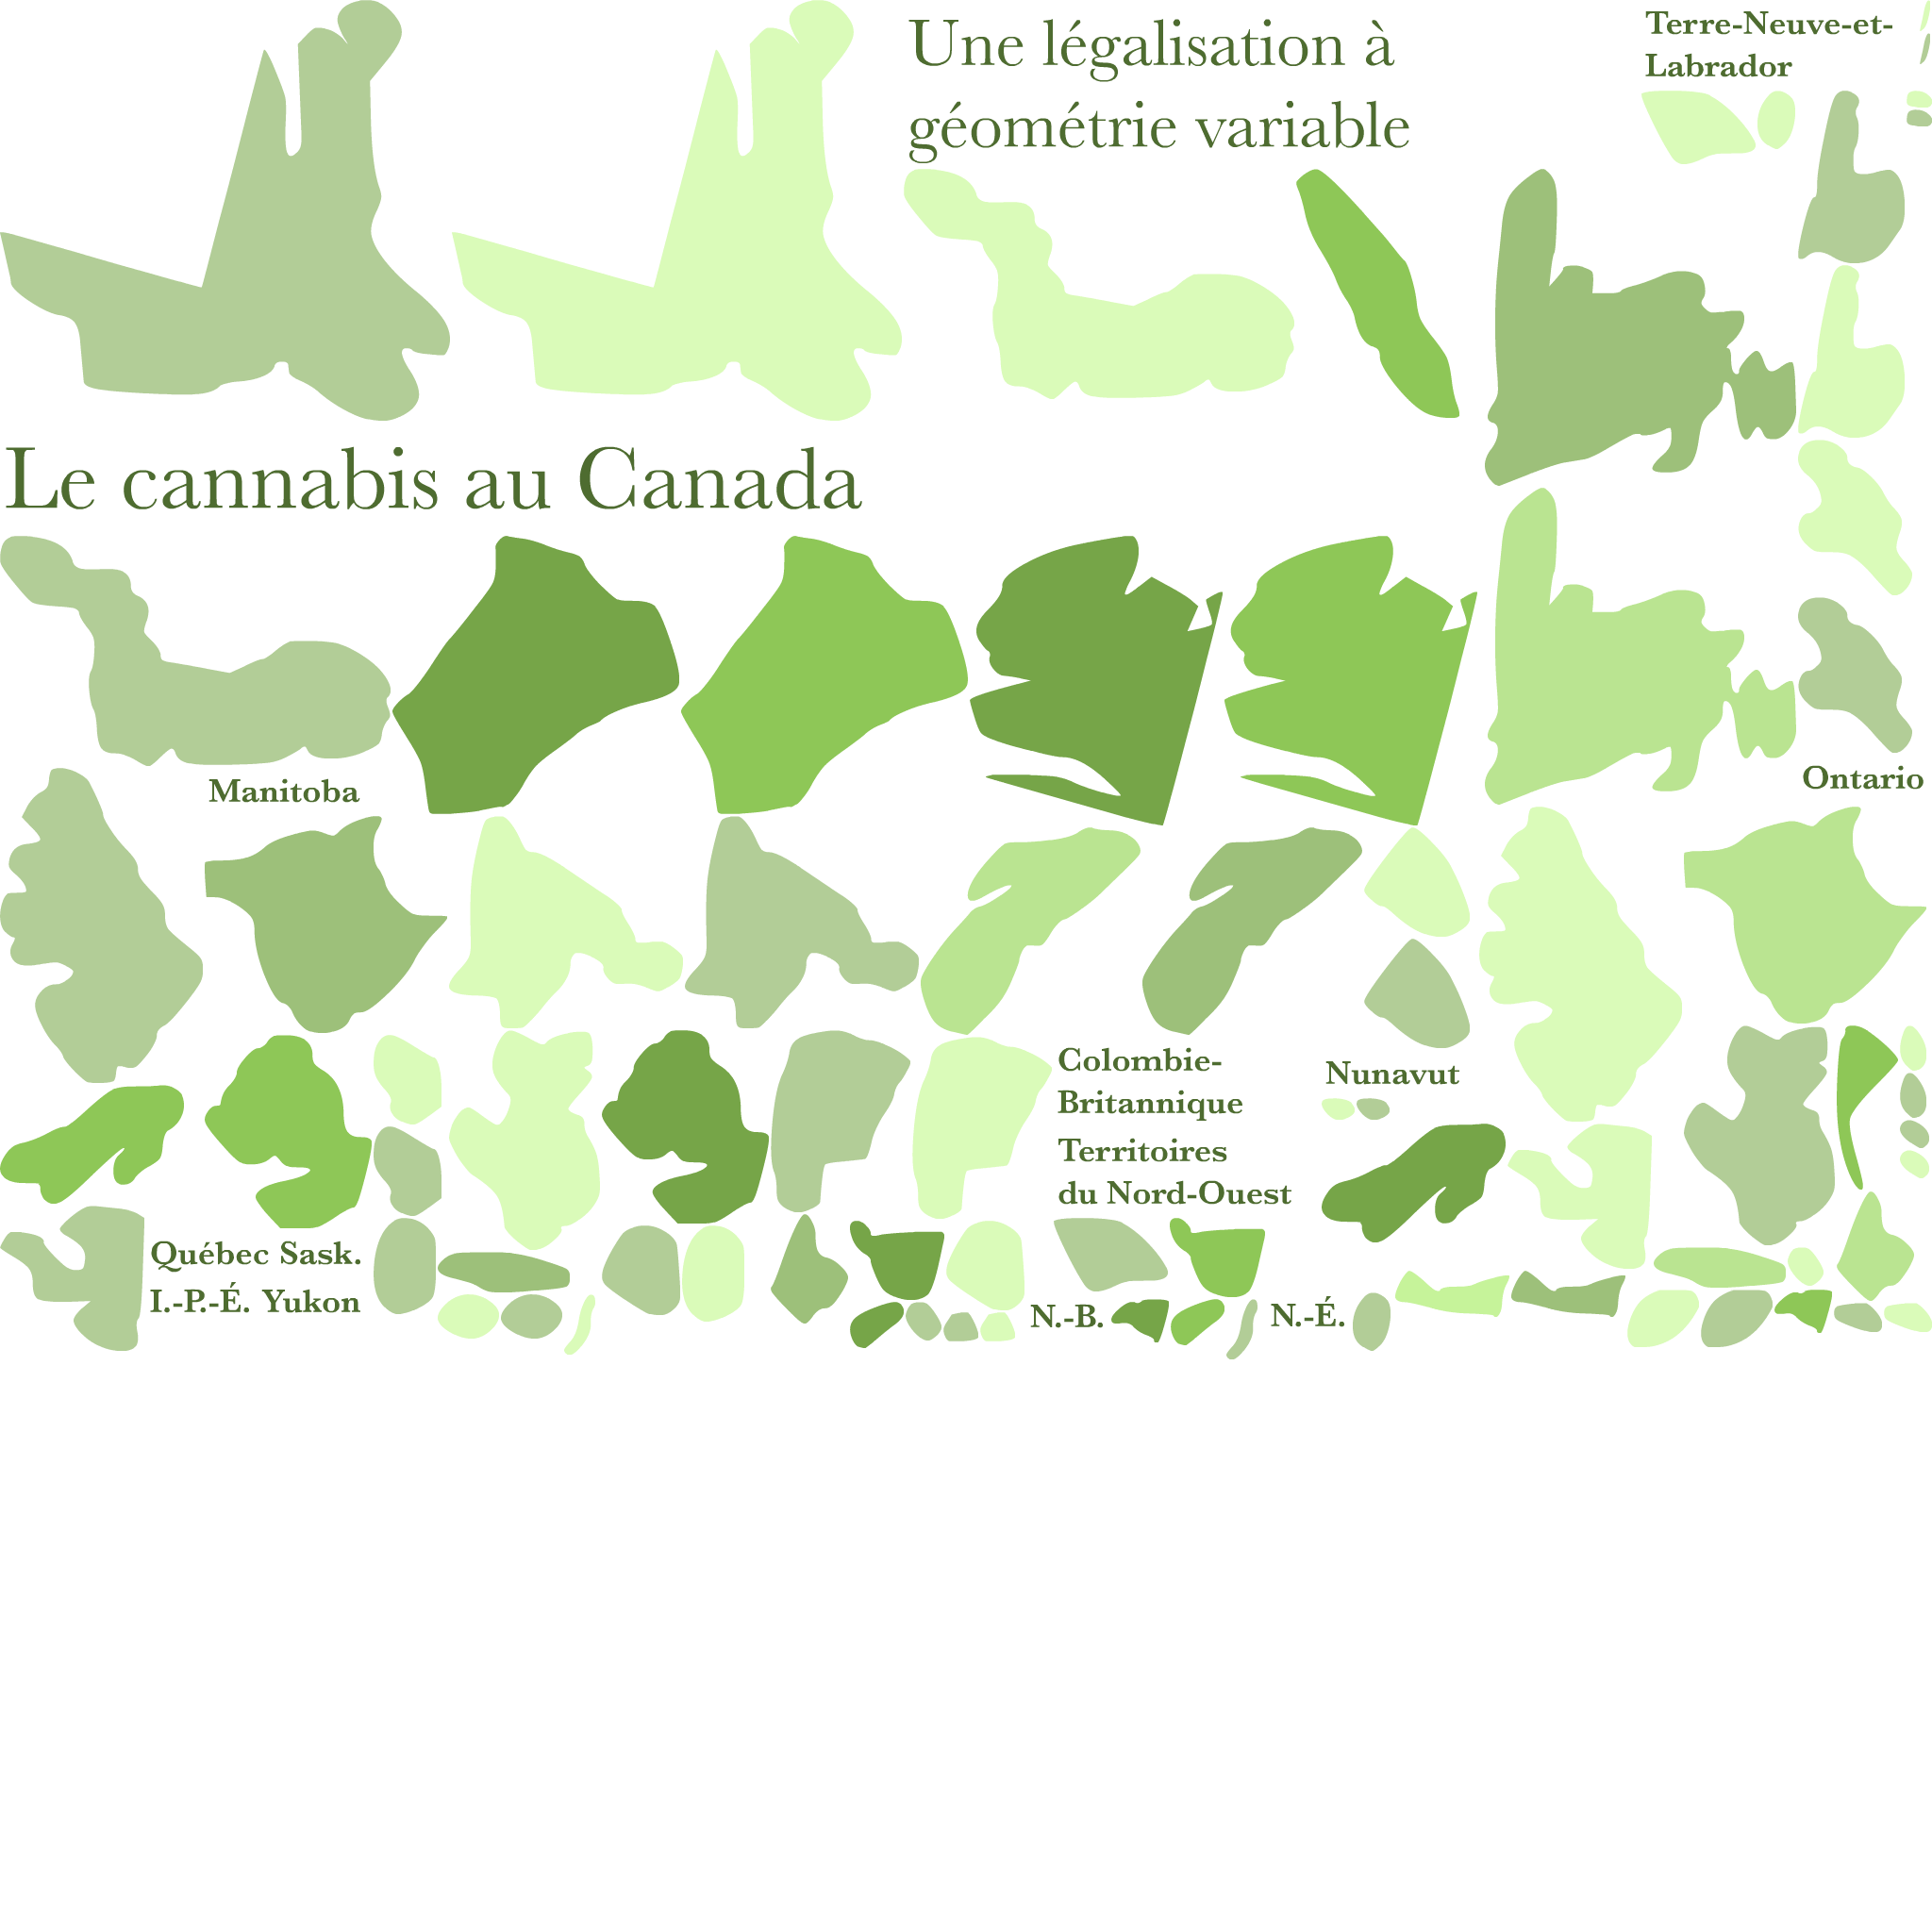 Une légalisation à
géométrie variable
Terre-Neuve-et-
Labrador
Le cannabis au Canada
Manitoba
Ontario
Colombie-
Britannique
Nunavut
Territoires
du Nord-Ouest
Québec Sask.
I.-P.-É. Yukon
N.-B.
N.-É.